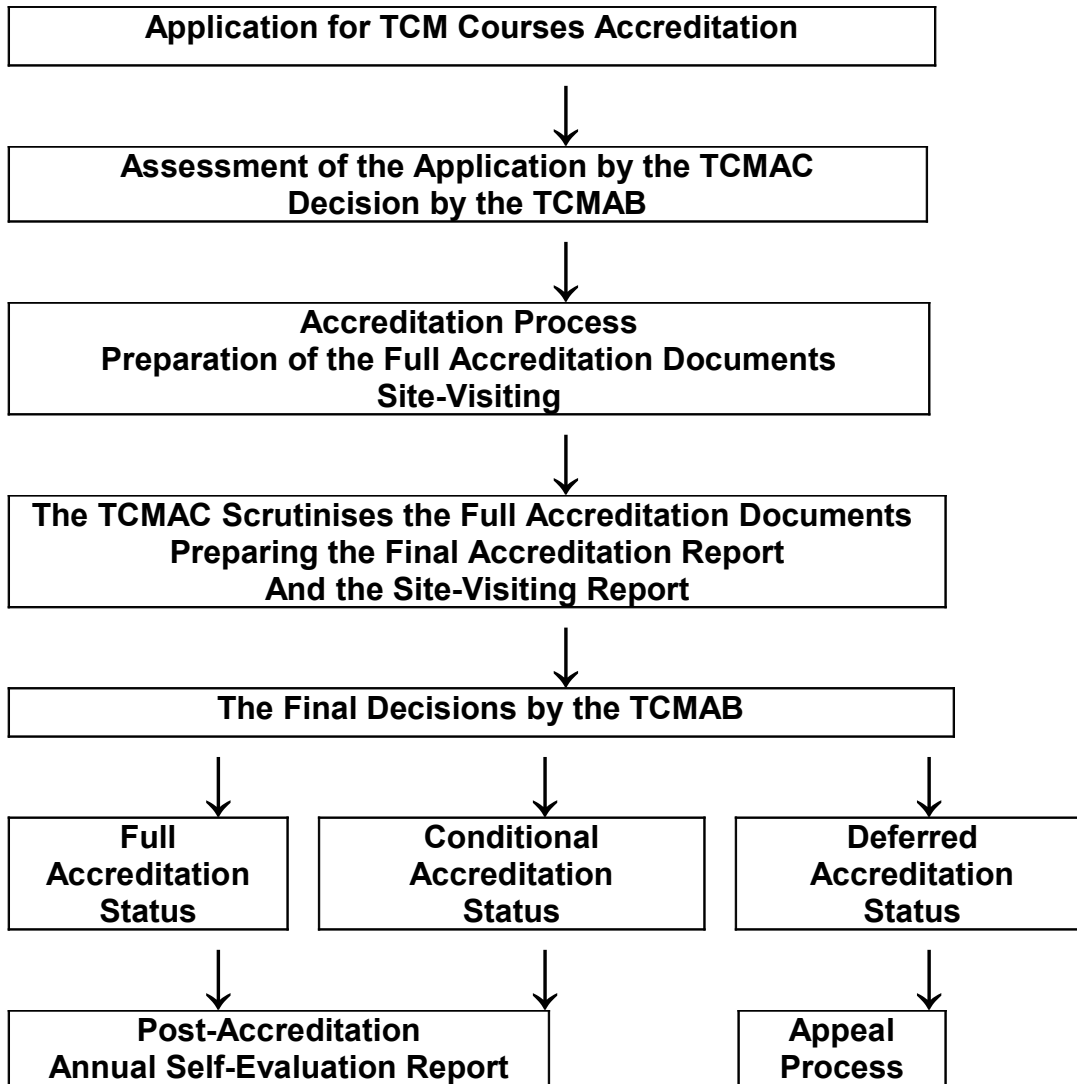 Application for TCM Courses Accreditation
Assessment of the Application by the TCMAC
Decision by the TCMAB
Accreditation Process
Preparation of the Full Accreditation Documents
Site-Visiting
The TCMAC Scrutinises the Full Accreditation Documents
Preparing the Final Accreditation Report
And the Site-Visiting Report
The Final Decisions by the TCMAB
Full
Accreditation
Status
Conditional
Accreditation
Status
Deferred
Accreditation
Status
Post-Accreditation
Annual Self-Evaluation Report
Appeal
Process